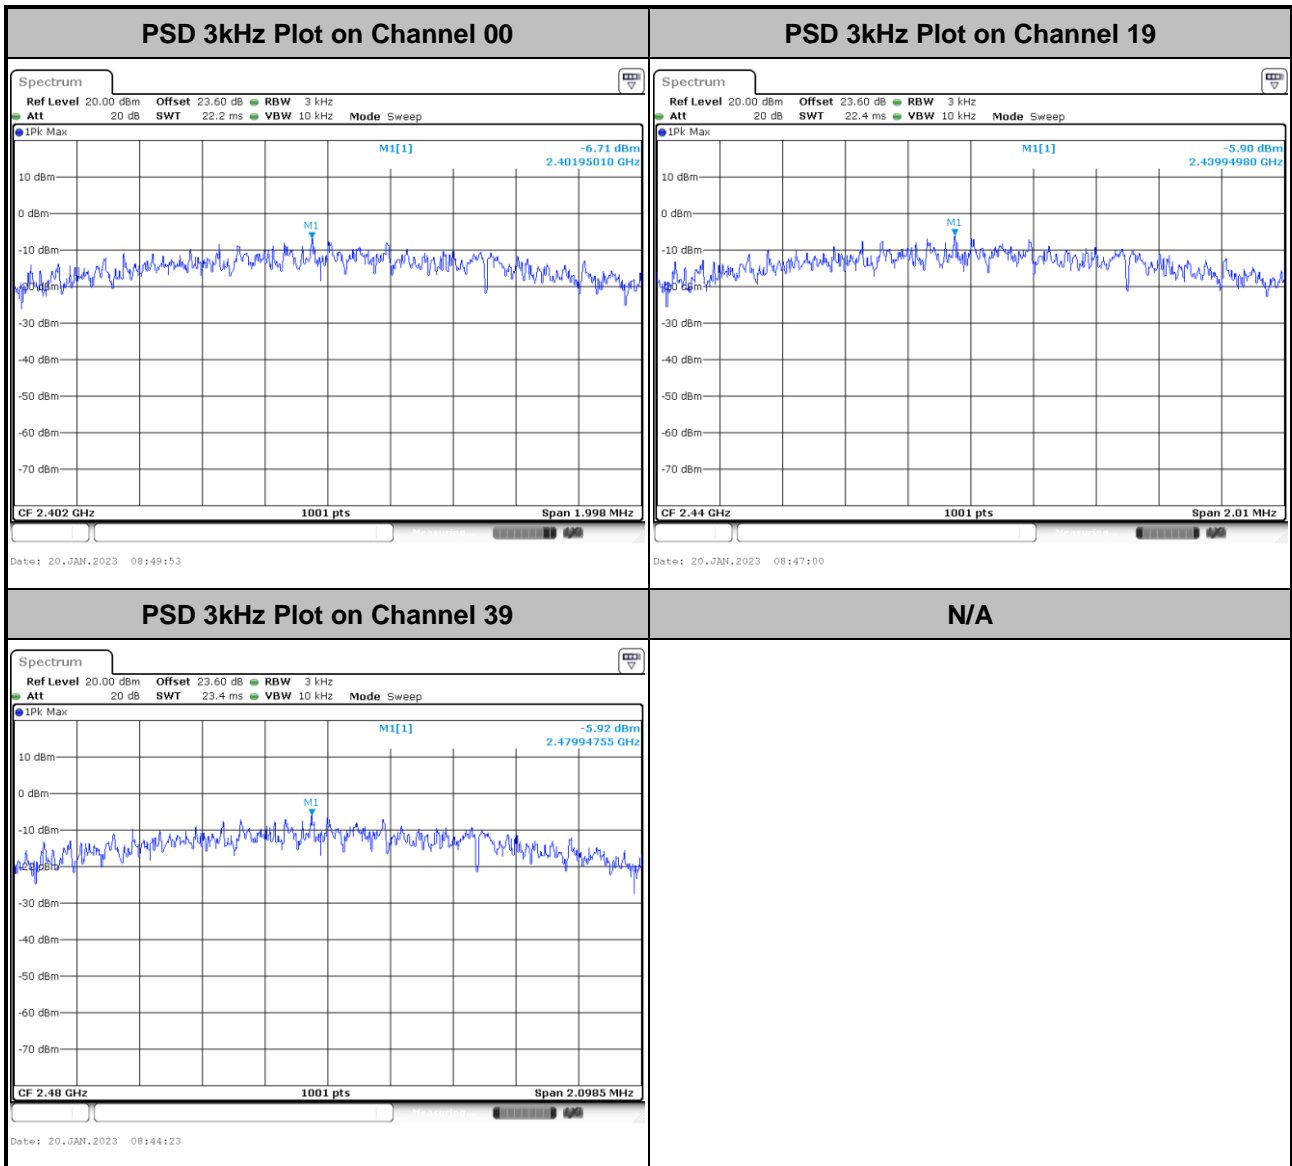 PSD 3kHz Plot on Channel 00
Spectrum
Ref Level 20.00 dBm Offset 23.60 dB RBW 3 kHz
Att 20 dB SWT 22.2 ms VBW 10 kHz Mode Sweep
1Pk Max
M1[1] -6.71 dBm
2.40195010 GHz
10 dBm
0 dBm
M1
-10 dBm
-20 dBm
-30 dBm
-40 dBm
-50 dBm
-60 dBm
-70 dBm
CF 2.402 GHz 1001 pts Span 1.998 MHz
Measuring
Date: 20.JAN.2023 08:49:53
PSD 3kHz Plot on Channel 19
Spectrum
Ref Level 20.00 dBm Offset 23.60 dB RBW 3 kHz
Att 20 dB SWT 22.4 ms VBW 10 kHz Mode Sweep
1Pk Max
M1[1] -5.90 dBm
2.43994980 GHz
10 dBm
0 dBm
M1
-10 dBm
-20 dBm
-30 dBm
-40 dBm
-50 dBm
-60 dBm
-70 dBm
CF 2.44 GHz 1001 pts Span 2.01 MHz
Measuring
Date: 20.JAN.2023 08:47:00
PSD 3kHz Plot on Channel 39
Spectrum
Ref Level 20.00 dBm Offset 23.60 dB RBW 3 kHz
Att 20 dB SWT 23.4 ms VBW 10 kHz Mode Sweep
1Pk Max
M1[1] -5.92 dBm
2.47994755 GHz
10 dBm
0 dBm
M1
-10 dBm
-20 dBm
-30 dBm
-40 dBm
-50 dBm
-60 dBm
-70 dBm
CF 2.48 GHz 1001 pts Span 2.0985 MHz
Measuring
Date: 20.JAN.2023 08:44:23
N/A